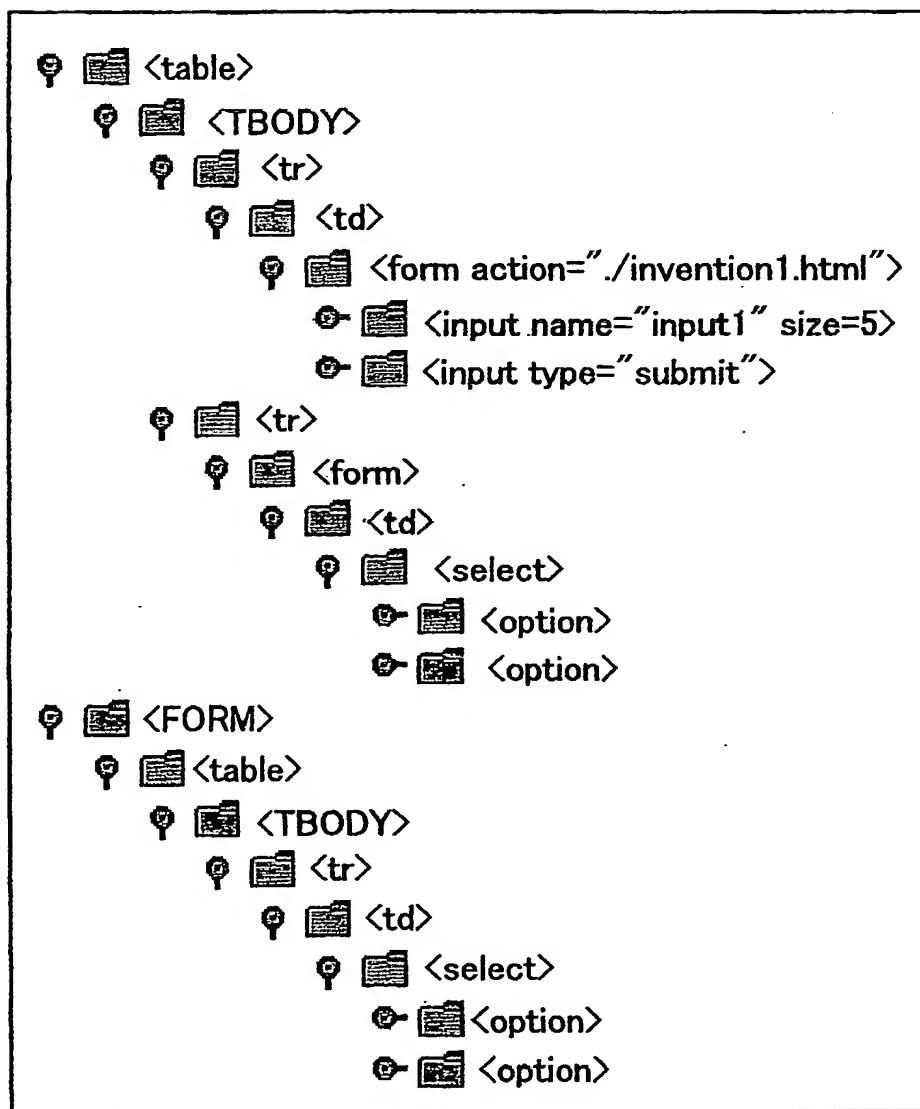 <table>
<TBODY>
<tr>
<td>
<form action="./invention1.html">
<input name="input1" size=5>
<input type="submit">
<tr>
<form>
<td>
<select>
<option>
<option>
<FORM>
<table>
<TBODY>
<tr>
<td>
<select>
<option>
<option>